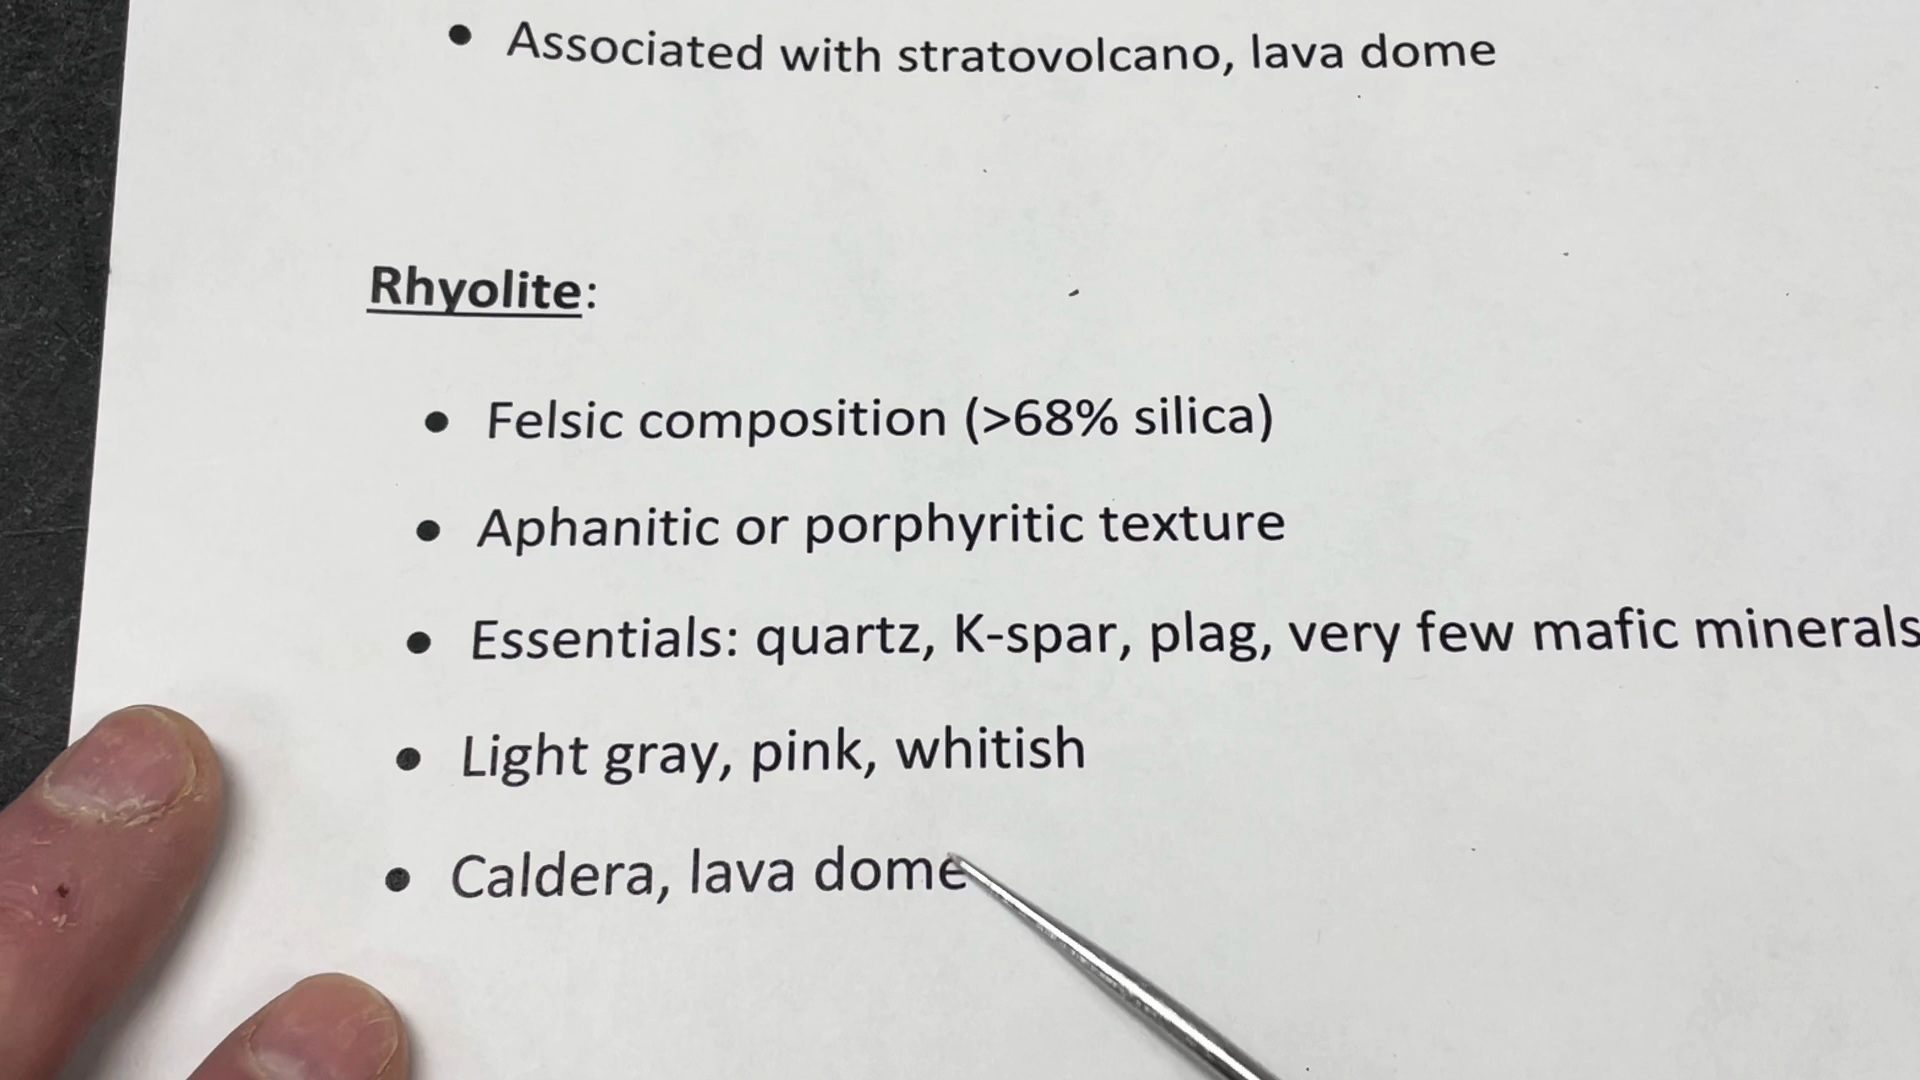 • Associated with stratovolcano, lava dome
Rhyolite:
• Felsic composition (>68% silica)
• Aphanitic or porphyritic texture
• Essentials: quartz, K-spar, plag, very few mafic minerals
• Light gray, pink, whitish
• Caldera, lava dome